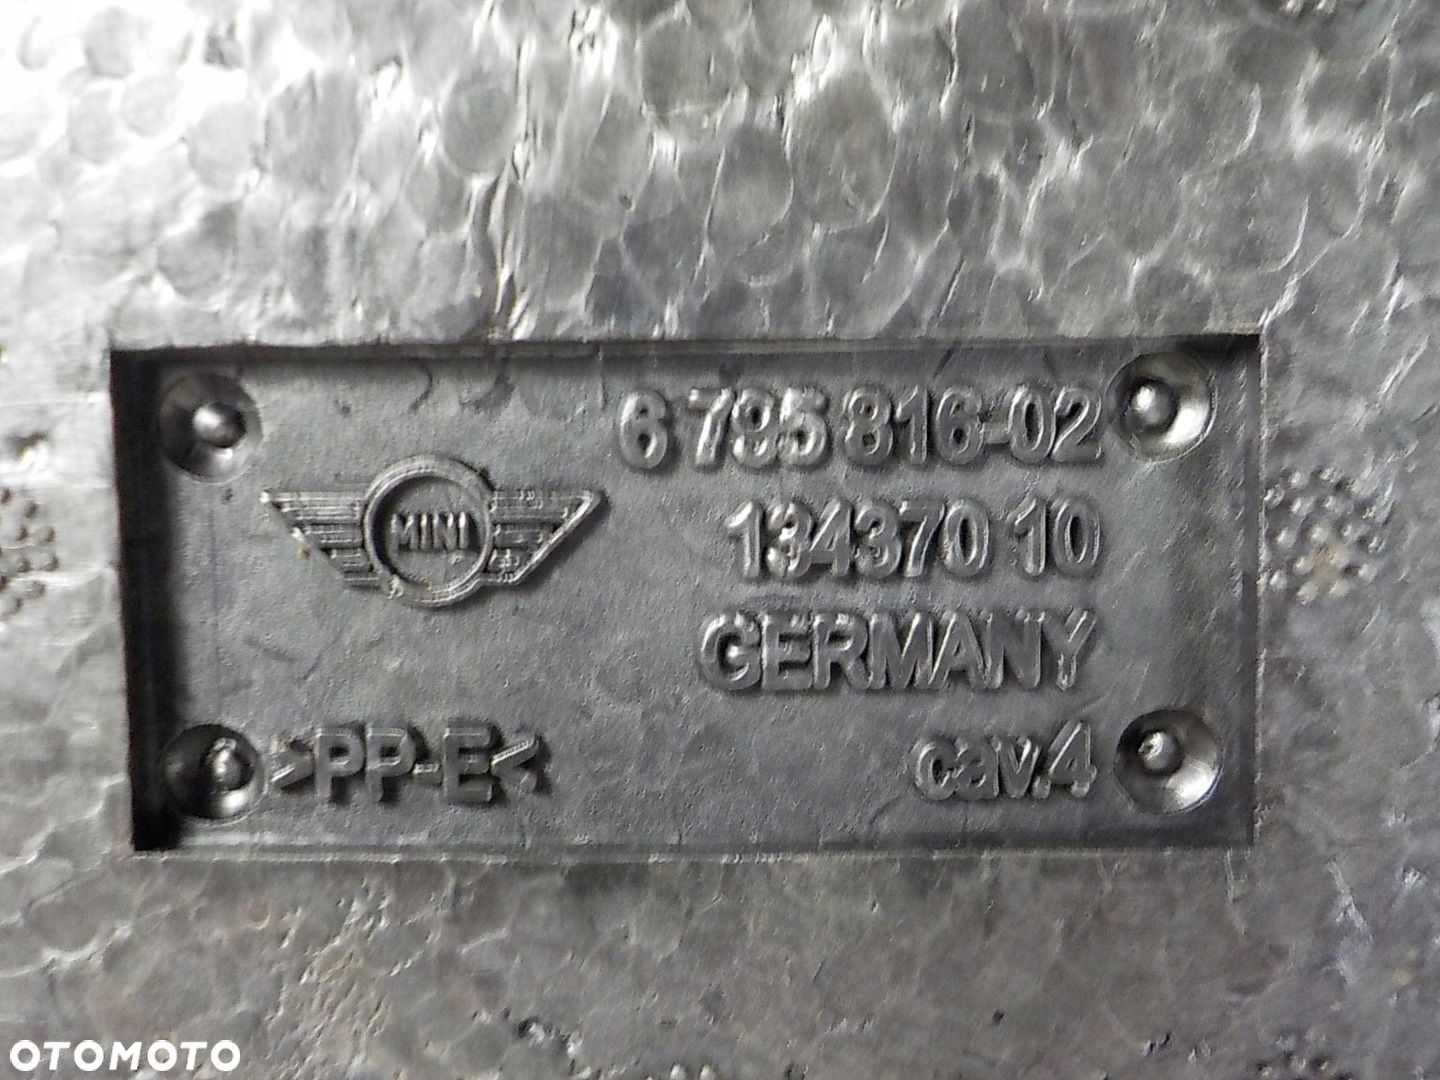 6 795 816-02
MINI
134370 10
GERMANY
>PP-E<
cav.4
OTOMOTO